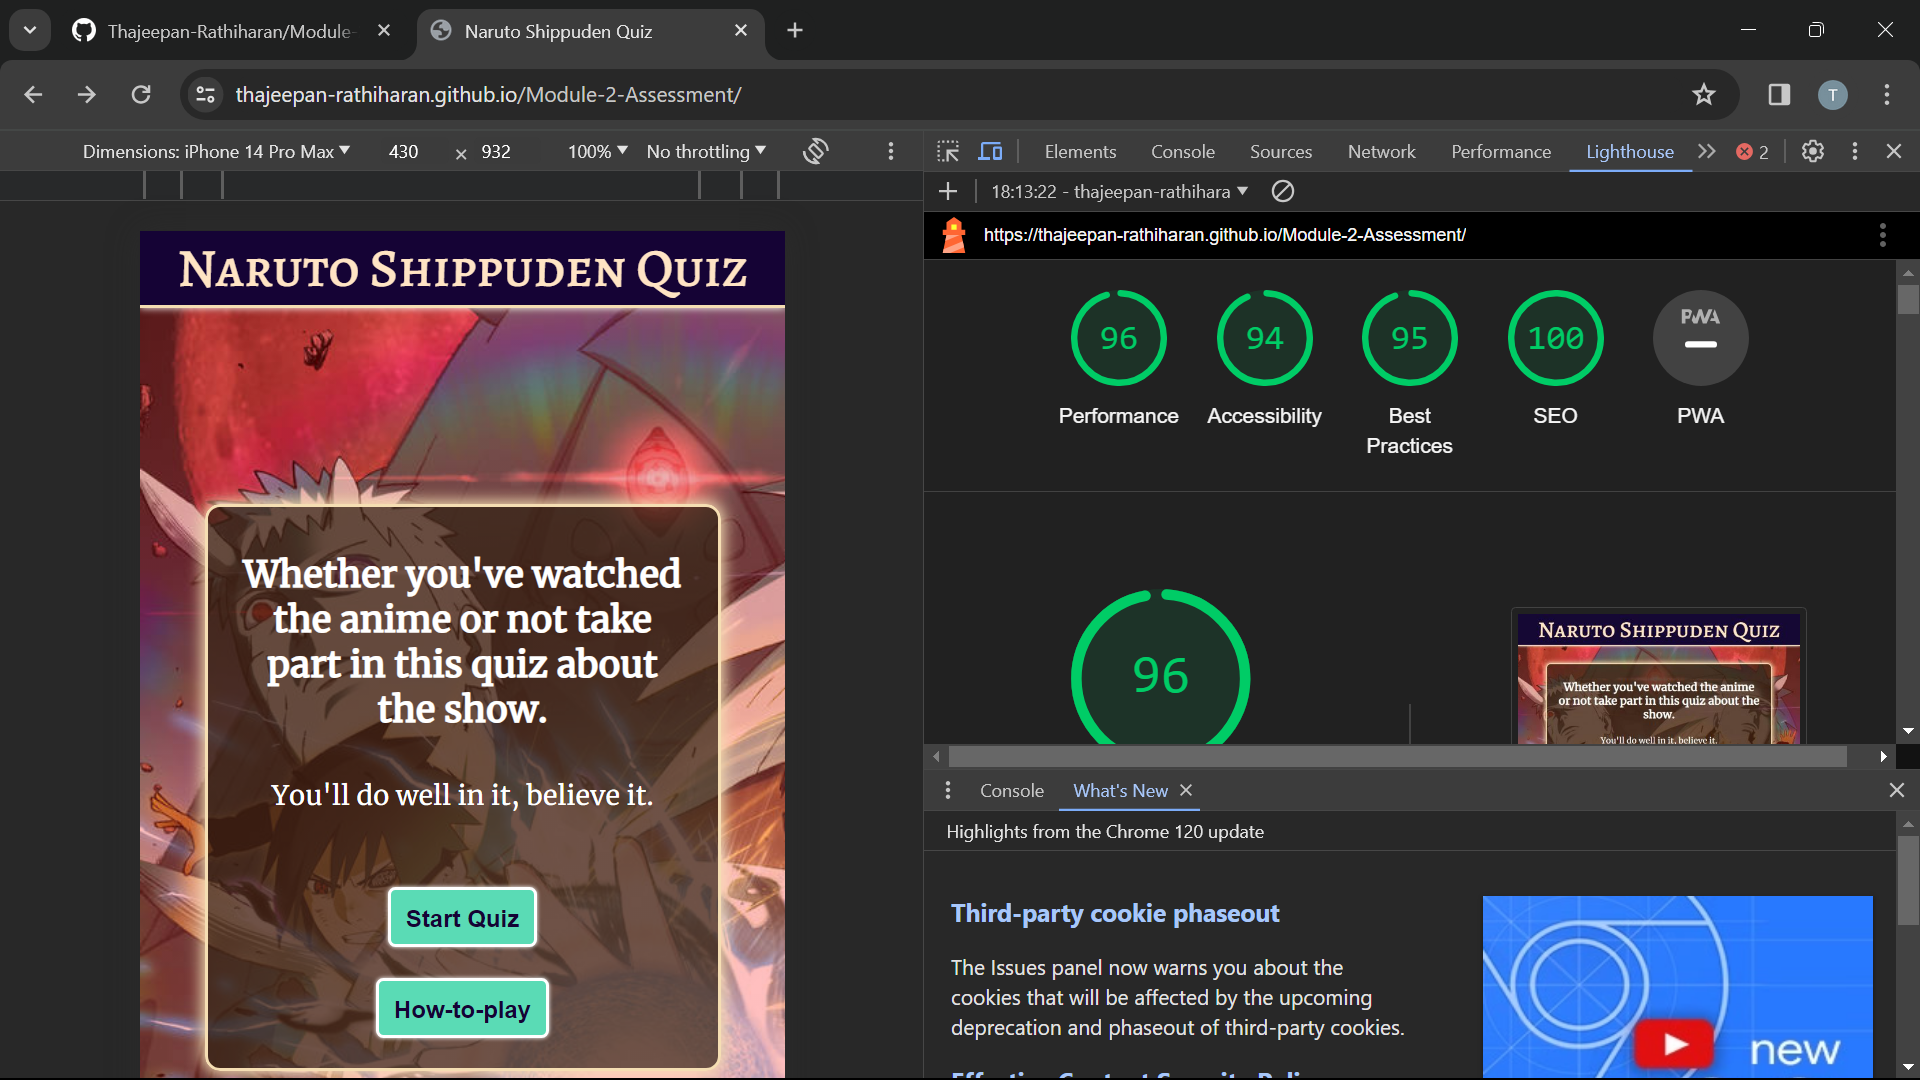 Thajeepan-Rathiharan/Module-
Naruto Shippuden Quiz
thajeepan-rathiharan.github.io/Module-2-Assessment/
T
Dimensions: iPhone 14 Pro Max 430 × 932 100% No throttling
Elements Console Sources Network Performance Lighthouse 2
18:13:22 - thajeepan-rathihara
https://thajeepan-rathiharan.github.io/Module-2-Assessment/
Naruto Shippuden Quiz
Whether you've watched
the anime or not take
part in this quiz about
the show.
You'll do well in it, believe it.
Start Quiz
How-to-play
96 94 95 100 PWA
Performance Accessibility Best
Practices SEO PWA
96
Naruto Shippuden Quiz
Whether you've watched the anime
or not take part in this quiz about the
show.
You'll do well in it, believe it.
Console What's New
Highlights from the Chrome 120 update
Third-party cookie phaseout
The Issues panel now warns you about the
cookies that will be affected by the upcoming
deprecation and phaseout of third-party cookies.
new